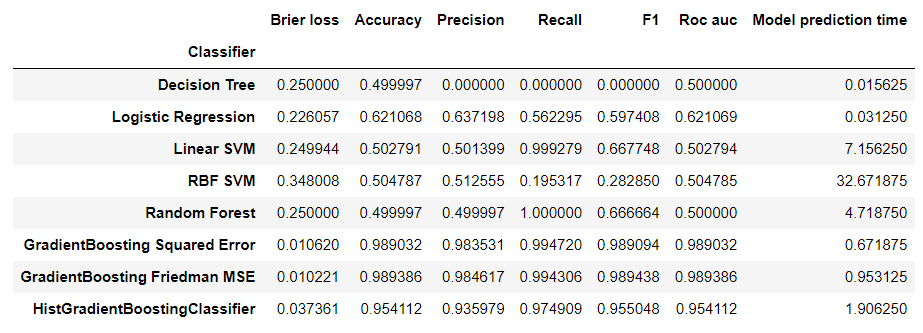 Brier loss Accuracy Precision Recall F1 Roc auc Model prediction time
Classifier
Decision Tree 0.250000 0.499997 0.000000 0.000000 0.000000 0.500000 0.015625
Logistic Regression 0.226057 0.621068 0.637198 0.562295 0.597408 0.621069 0.031250
Linear SVM 0.249944 0.502791 0.501399 0.999279 0.667748 0.502794 7.156250
RBF SVM 0.348008 0.504787 0.512555 0.195317 0.282850 0.504785 32.671875
Random Forest 0.250000 0.499997 0.499997 1.000000 0.666664 0.500000 4.718750
GradientBoosting Squared Error 0.010620 0.989032 0.983531 0.994720 0.989094 0.989032 0.671875
GradientBoosting Friedman MSE 0.010221 0.989386 0.984617 0.994306 0.989438 0.989386 0.953125
HistGradientBoostingClassifier 0.037361 0.954112 0.935979 0.974909 0.955048 0.954112 1.906250